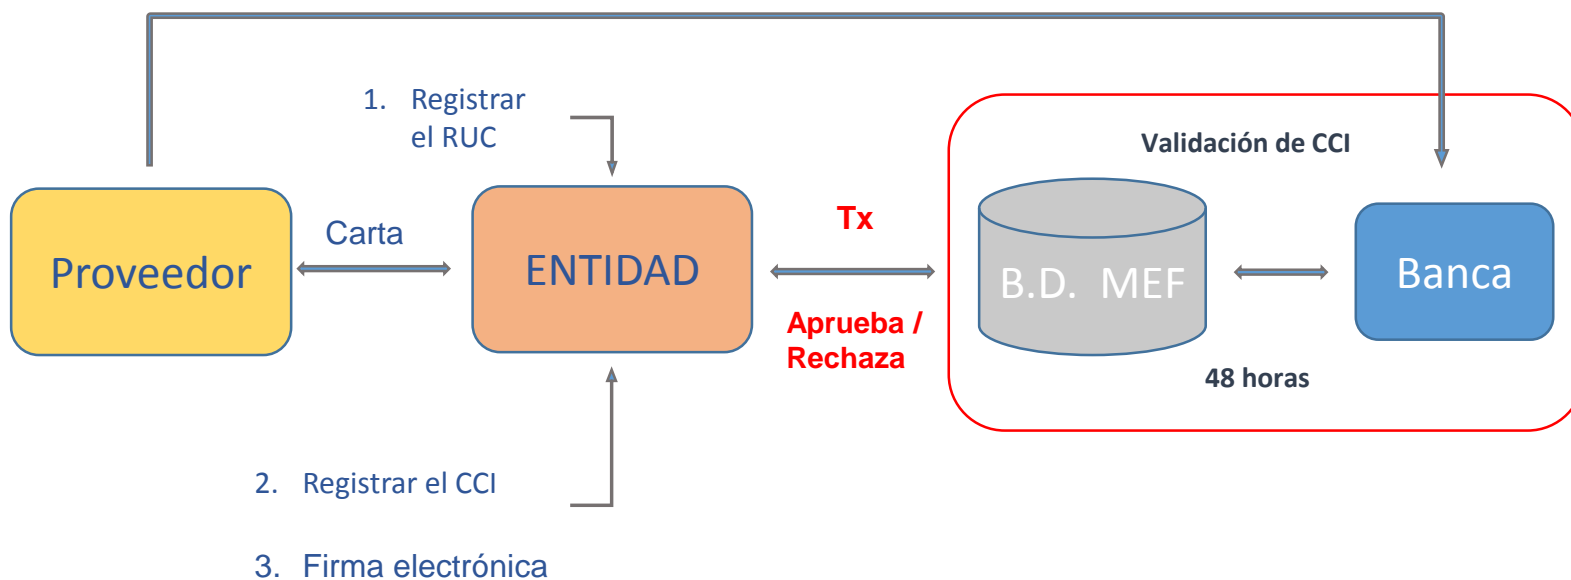 1. Registrar
el RUC
Validación de CCI
Proveedor
Carta
ENTIDAD
Tx
Aprueba /
Rechaza
B.D. MEF
Banca
48 horas
2. Registrar el CCI
3. Firma electrónica